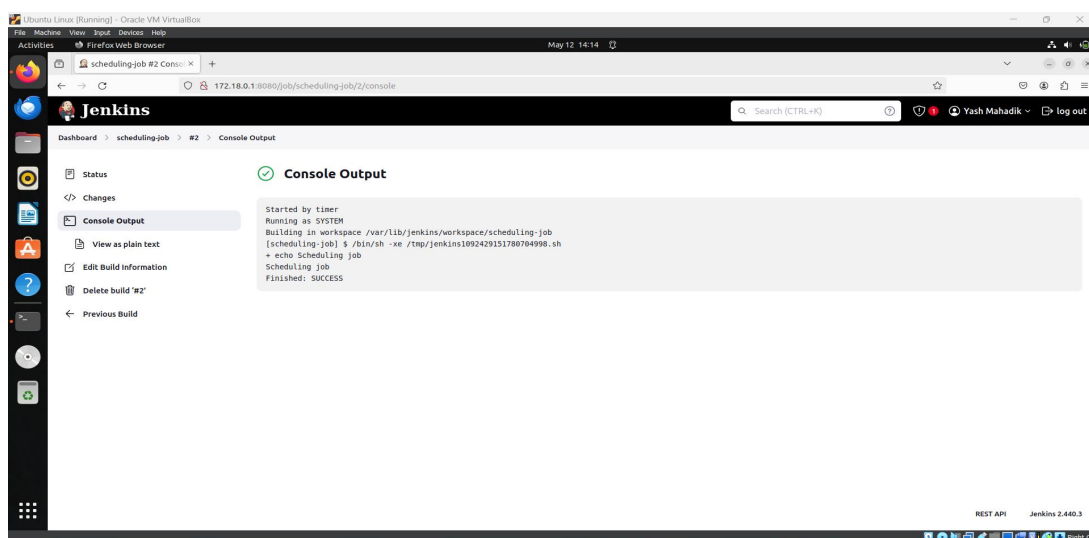 Ubuntu Linux [Running] - Oracle VM VirtualBox
File Machine View Input Devices Help
Activities Firefox Web Browser May 12 14:14
scheduling-job #2 Consol
172.18.0.1:8080/job/scheduling-job/2/console
Jenkins Search (CTRL+K) 1 Yash Mahadik log out
Dashboard > scheduling-job > #2 > Console Output
Status
Changes
Console Output
View as plain text
Edit Build Information
Delete build '#2'
Previous Build
Console Output
Started by timer
Running as SYSTEM
Building in workspace /var/lib/jenkins/workspace/scheduling-job
[scheduling-job] $ /bin/sh -xe /tmp/jenkins1092429151780704998.sh
+ echo Scheduling job
Scheduling job
Finished: SUCCESS
REST API Jenkins 2.440.3